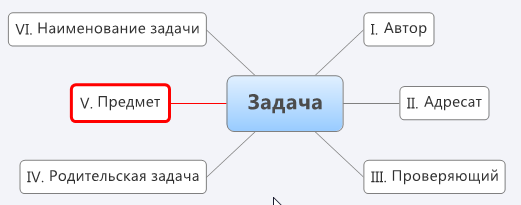 VI. Наименование задачи
I. Автор
V. Предмет
Задача
II. Адресат
IV. Родительская задача
III. Проверяющий